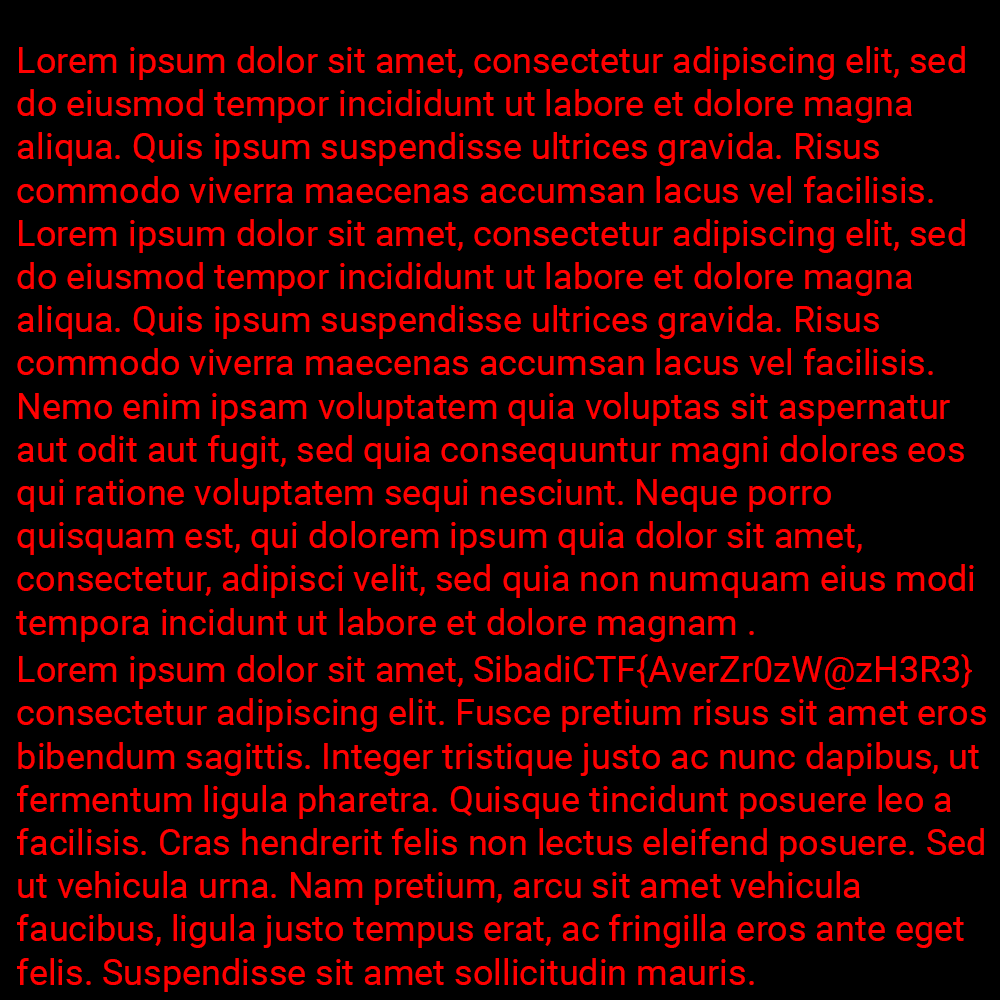 Lorem ipsum dolor sit amet, consectetur adipiscing elit, sed
do eiusmod tempor incididunt ut labore et dolore magna
aliqua. Quis ipsum suspendisse ultrices gravida. Risus
commodo viverra maecenas accumsan lacus vel facilisis.
Lorem ipsum dolor sit amet, consectetur adipiscing elit, sed
do eiusmod tempor incididunt ut labore et dolore magna
aliqua. Quis ipsum suspendisse ultrices gravida. Risus
commodo viverra maecenas accumsan lacus vel facilisis.
Nemo enim ipsam voluptatem quia voluptas sit aspernatur
aut odit aut fugit, sed quia consequuntur magni dolores eos
qui ratione voluptatem sequi nesciunt. Neque porro
quisquam est, qui dolorem ipsum quia dolor sit amet,
consectetur, adipisci velit, sed quia non numquam eius modi
tempora incidunt ut labore et dolore magnam .
Lorem ipsum dolor sit amet, SibadiCTF{AverZr0zW@zH3R3}
consectetur adipiscing elit. Fusce pretium risus sit amet eros
bibendum sagittis. Integer tristique justo ac nunc dapibus, ut
fermentum ligula pharetra. Quisque tincidunt posuere leo a
facilisis. Cras hendrerit felis non lectus eleifend posuere. Sed
ut vehicula urna. Nam pretium, arcu sit amet vehicula
faucibus, ligula justo tempus erat, ac fringilla eros ante eget
felis. Suspendisse sit amet sollicitudin mauris.